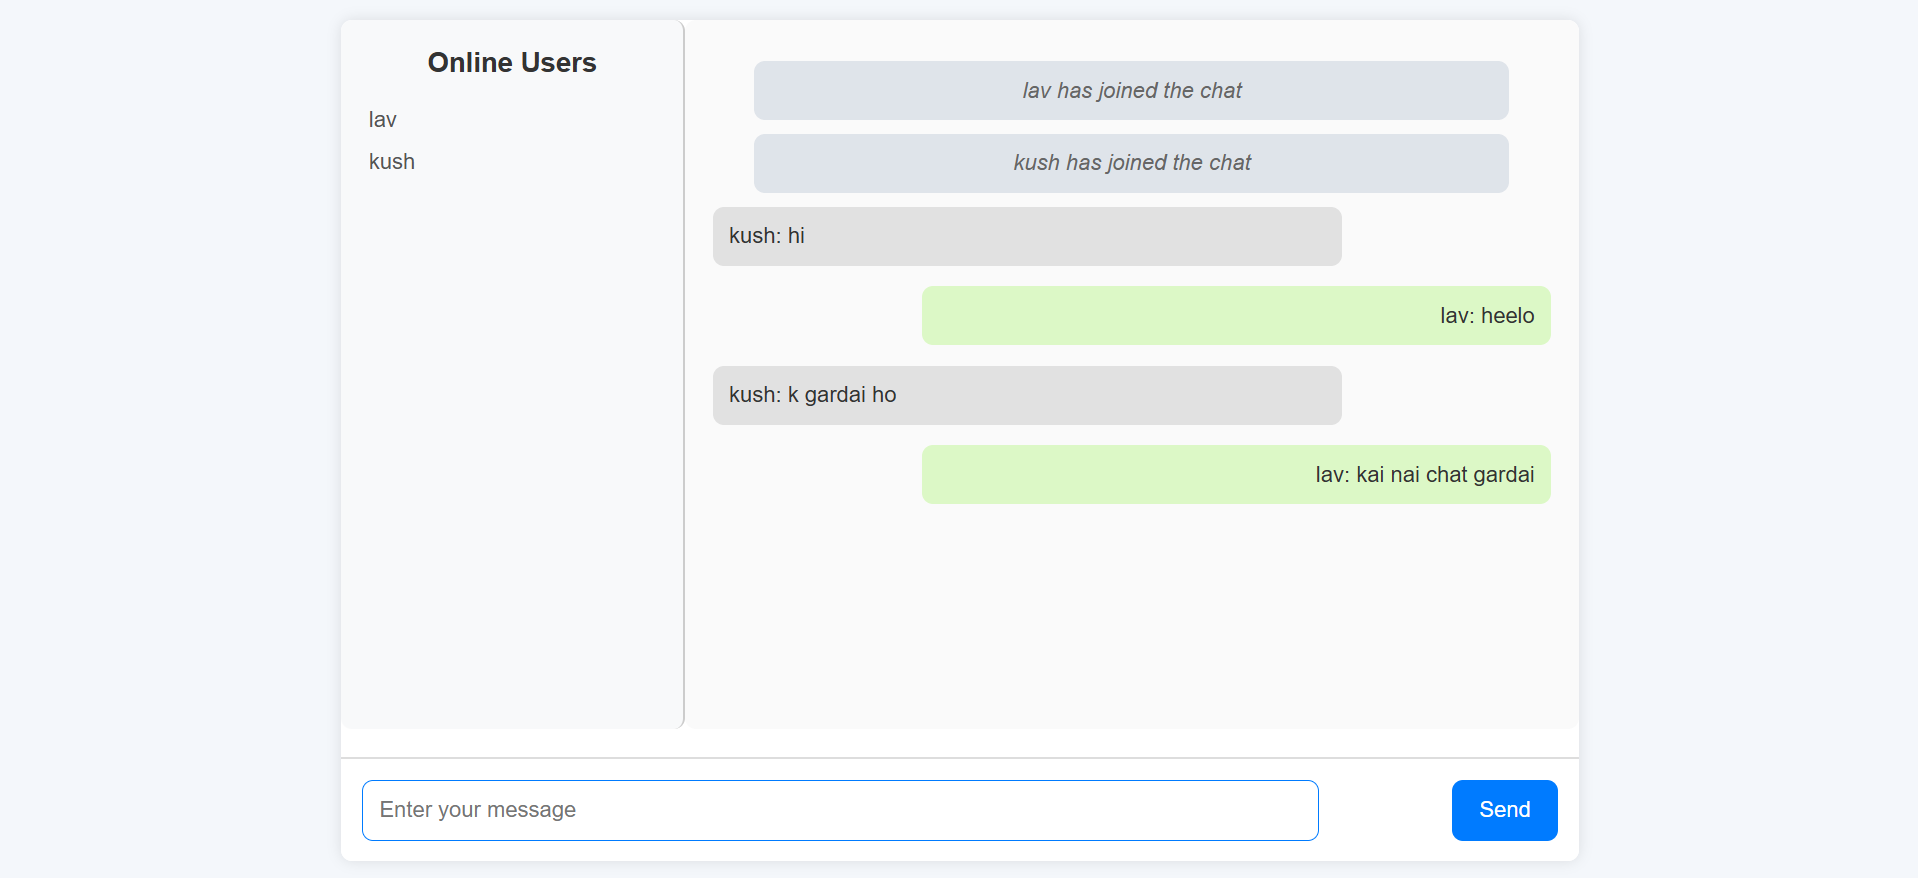 Online Users
lav
kush
lav has joined the chat
kush has joined the chat
kush: hi
lav: heelo
kush: k gardai ho
lav: kai nai chat gardai
Enter your message
Send